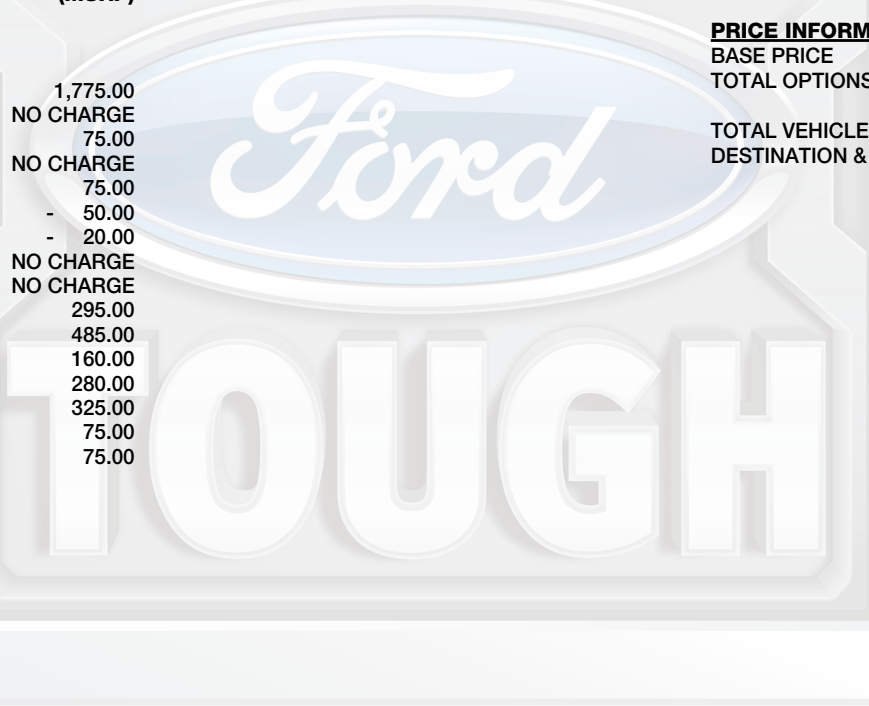 1,775.00
NO CHARGE
75.00
NO CHARGE
75.00
- 50.00
- 20.00
NO CHARGE
NO CHARGE
295.00
485.00
160.00
280.00
325.00
75.00
75.00
PRICE INFORM
BASE PRICE
TOTAL OPTIONS
TOTAL VEHICLE
DESTINATION &
Ford
TOUGH